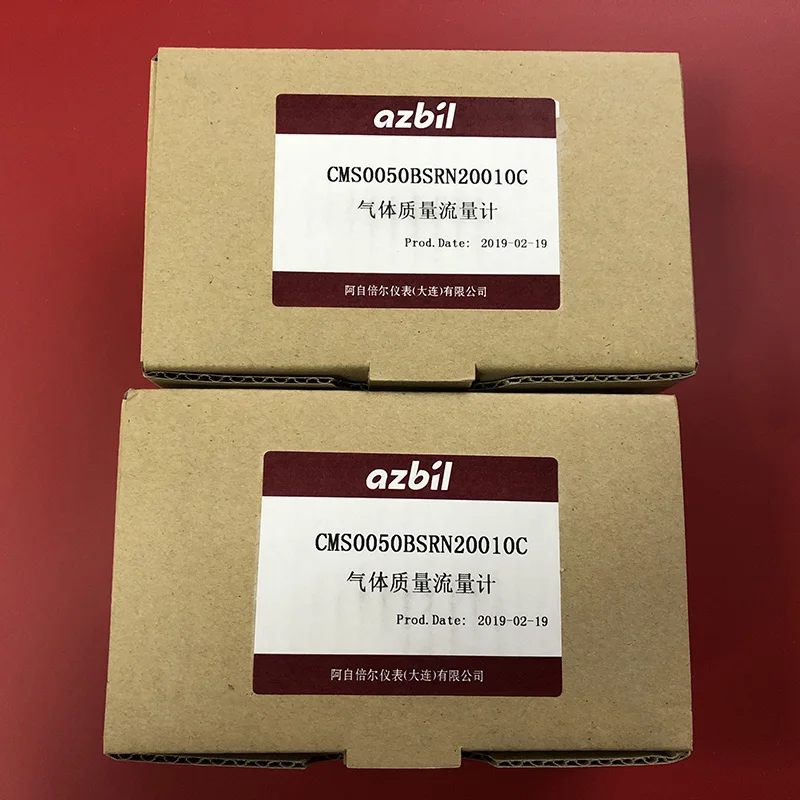 azbil
CMS0050BSRN20010C
气体质量流量计
Prod.Date: 2019-02-19
阿自倍尔仪表(大连)有限公司
azbil
CMS0050BSRN20010C
气体质量流量计
Prod.Date: 2019-02-19
阿自倍尔仪表(大连)有限公司